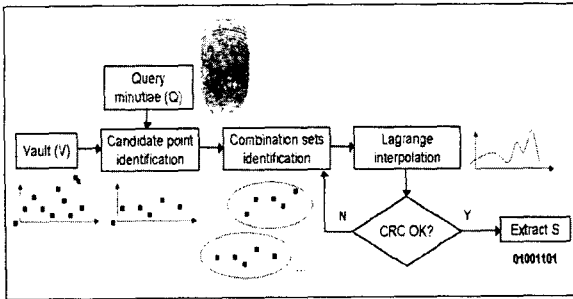 Query
minutiae (Q)
Vault (V)
Candidate point
identification
Combination sets
identification
Lagrange
interpolation
N
CRC OK?
Y
Extract S
01001101
...